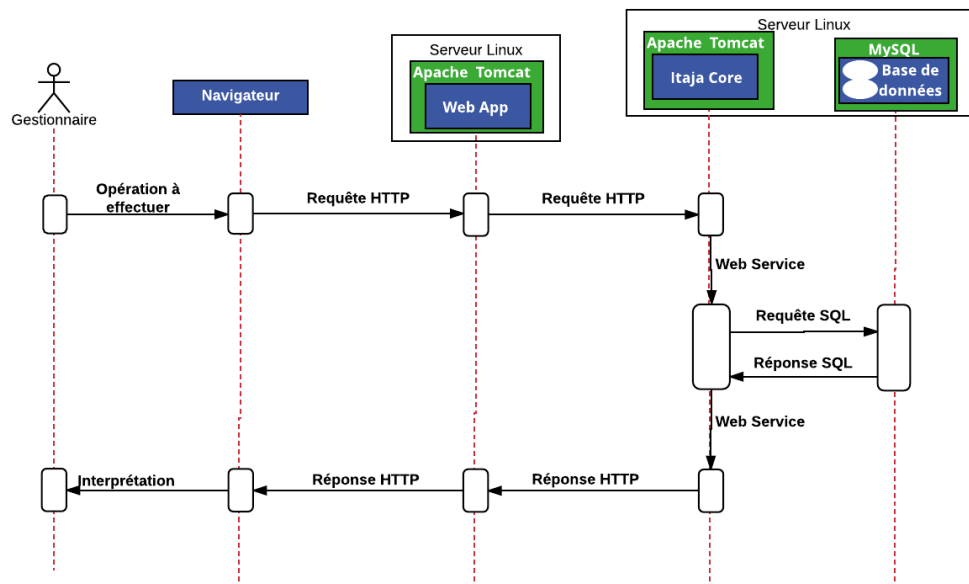 Serveur Linux
Serveur Linux
Apache Tomcat
MySQL
Apache Tomcat
Itaja Core
Base de
données
Navigateur
Web App
Gestionnaire
Opération à
effectuer
Requête HTTP
Requête HTTP
Web Service
Requête SQL
Réponse SQL
Web Service
Interprétation
Réponse HTTP
Réponse HTTP